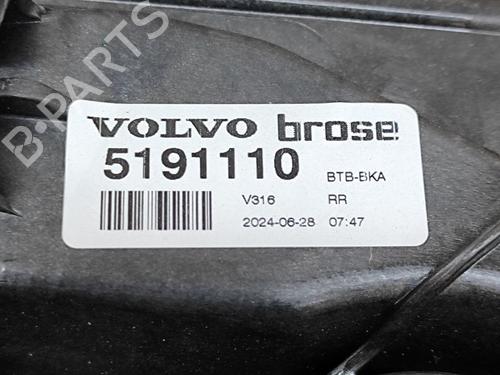 VOLVO brose
5191110 BTB-BKA
V316 RR
2024-06-28 07:47
B-PARTS